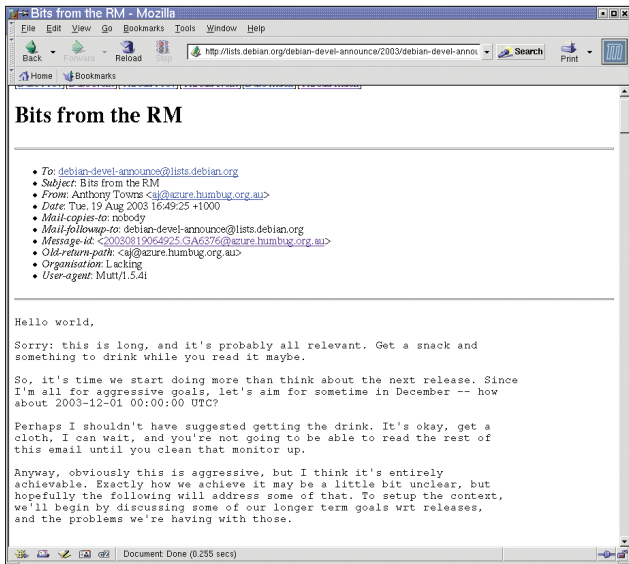 Bits from the RM - Mozilla
File Edit View Go Bookmarks Tools Window Help
Back Forward Reload Stop http://lists.debian.org/debian-devel-announce/2003/debian-devel-annou Search Print
Home Bookmarks
Bits from the RM
To: debian-devel-announce@lists.debian.org
Subject: Bits from the RM
From: Anthony Towns <aj@azure.humbug.org.au>
Date: Tue, 19 Aug 2003 16:49:25 +1000
Mail-copies-to: nobody
Mail-followup-to: debian-devel-announce@lists.debian.org
Message-id: <20030819064925.GA6376@azure.humbug.org.au>
Old-return-path: <aj@azure.humbug.org.au>
Organisation: Lacking
User-agent: Mutt/1.5.4i
Hello world,
Sorry: this is long, and it's probably all relevant. Get a snack and
something to drink while you read it maybe.
So, it's time we start doing more than think about the next release. Since
I'm all for aggressive goals, let's aim for sometime in December -- how
about 2003-12-01 00:00:00 UTC?
Perhaps I shouldn't have suggested getting the drink. It's okay, get a
cloth, I can wait, and you're not going to be able to read the rest of
this email until you clean that monitor up.
Anyway, obviously this is aggressive, but I think it's entirely
achievable. Exactly how we achieve it may be a little bit unclear, but
hopefully the following will address some of that. To setup the context,
we'll begin by discussing some of our longer term goals wrt releases,
and the problems we're having with those.
Document: Done (0.255 secs)